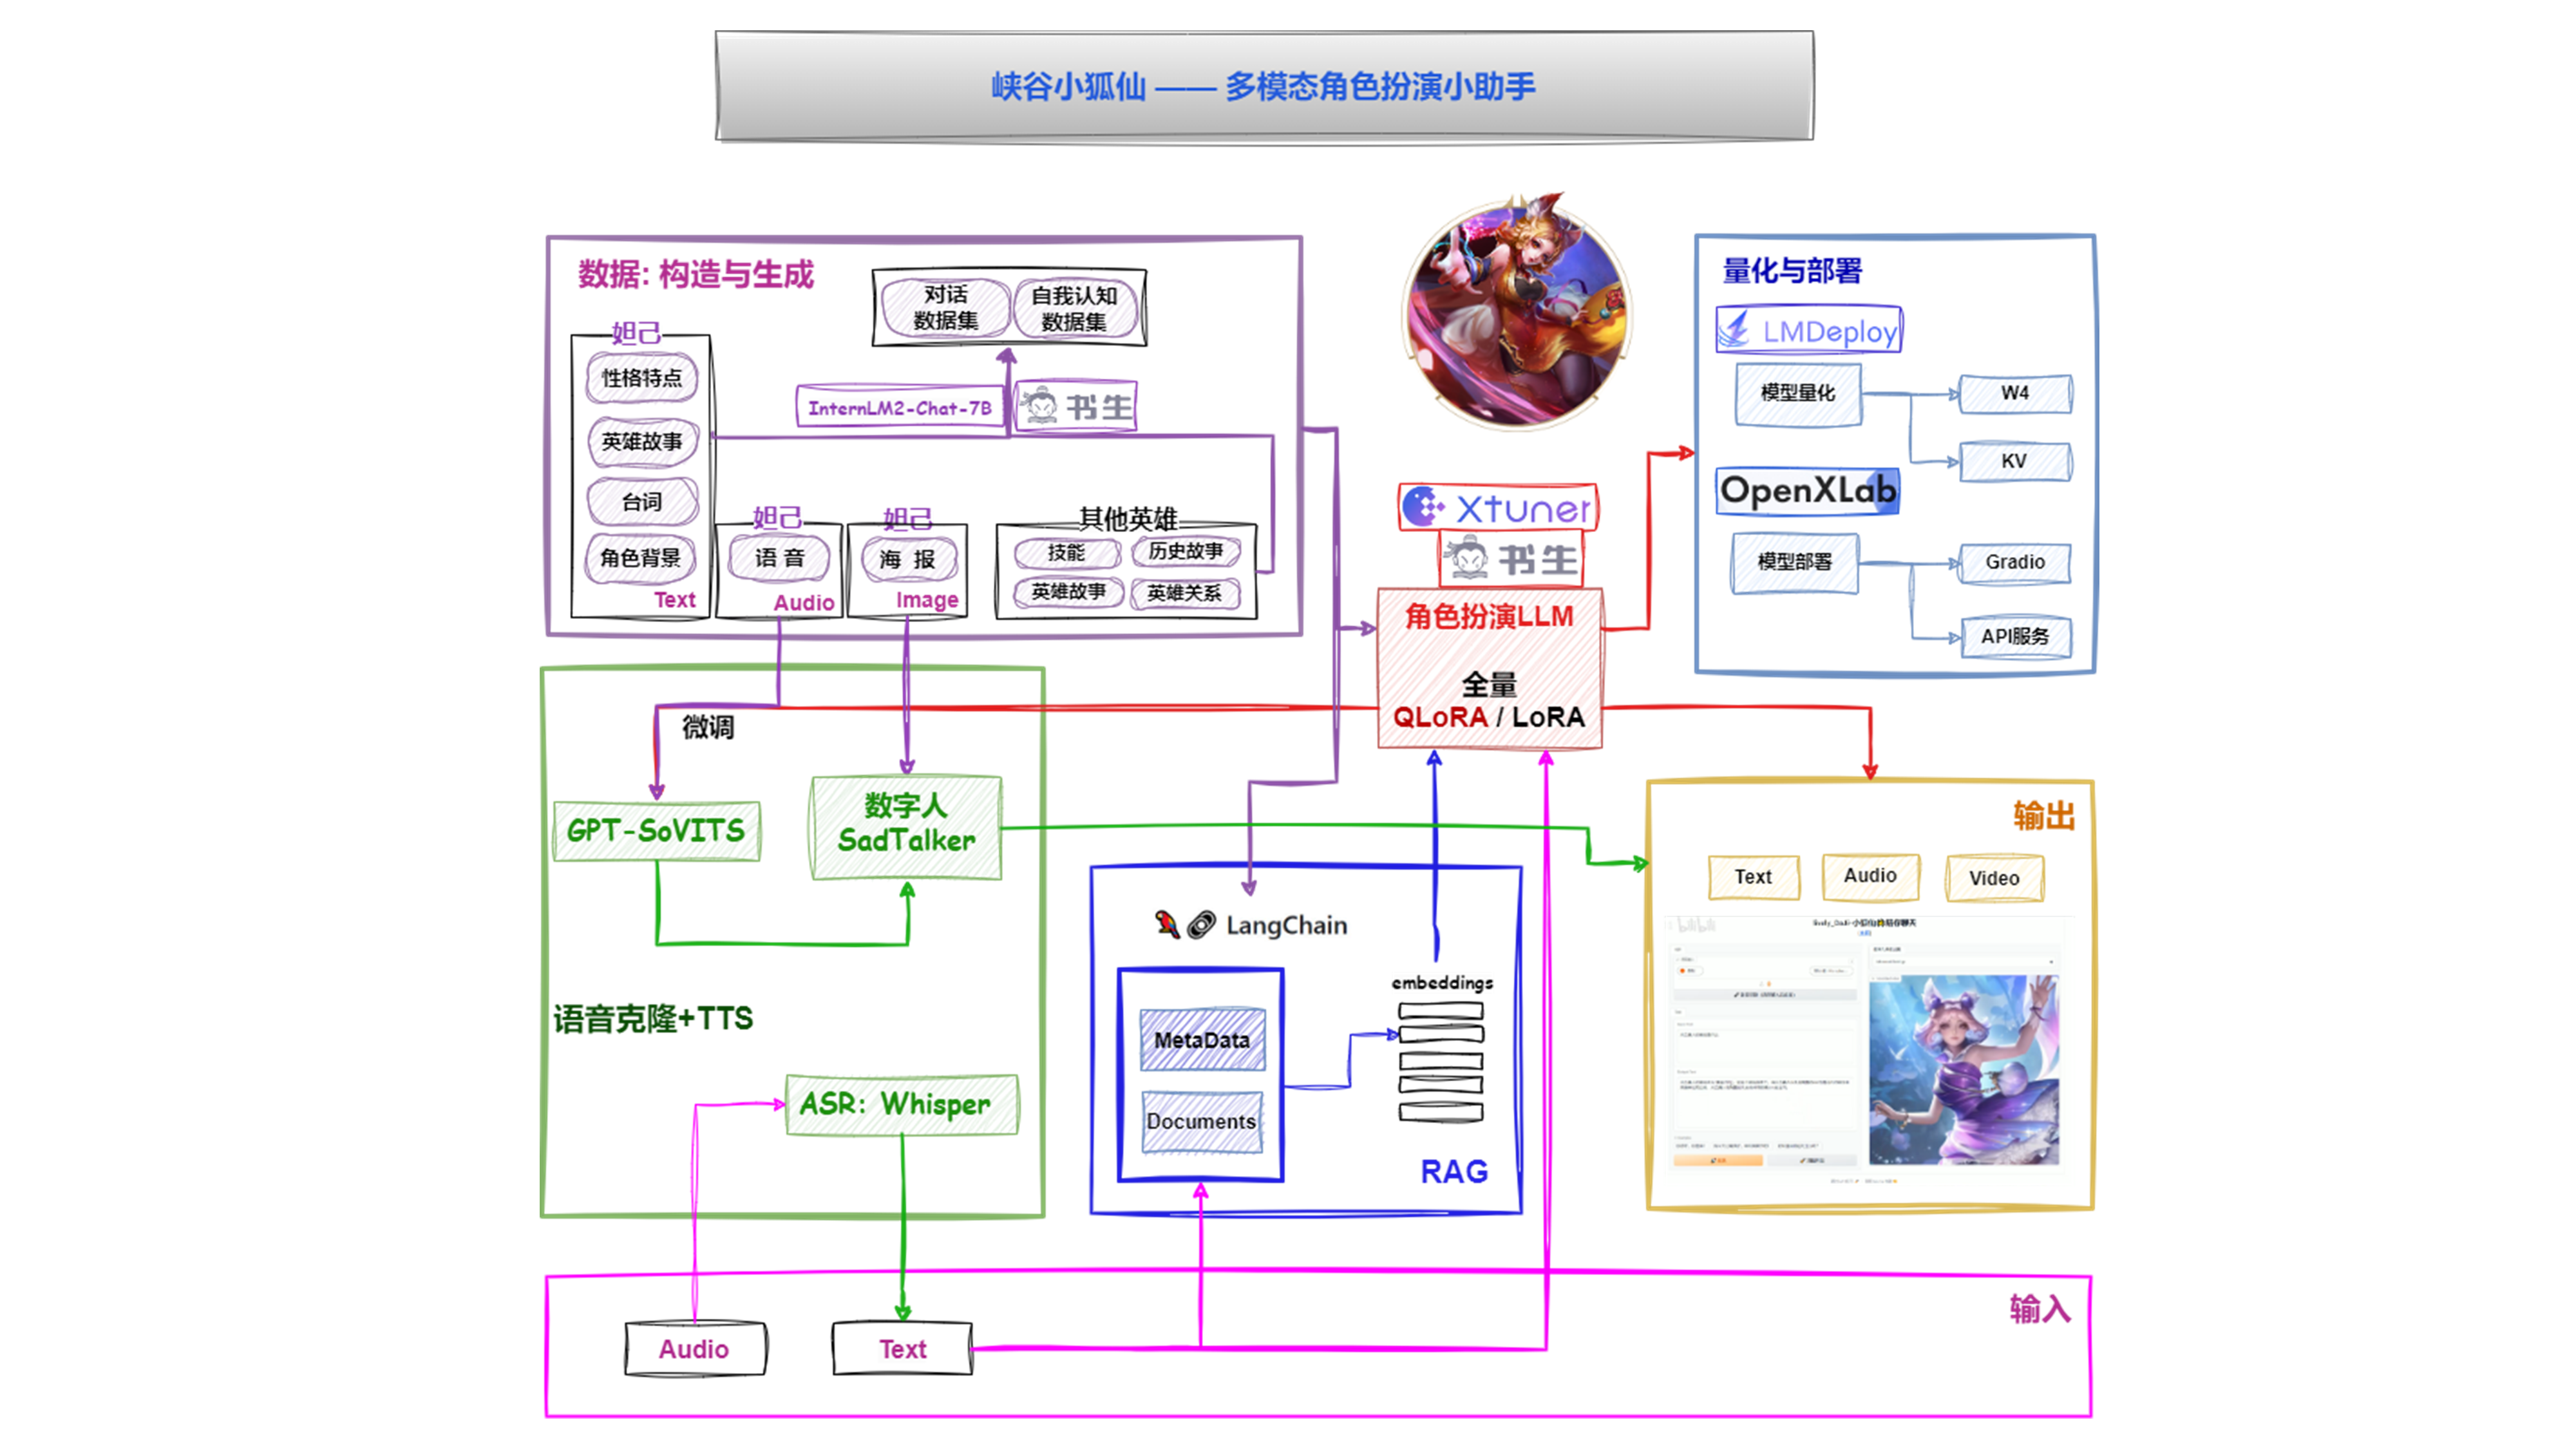 峡谷小狐仙 —— 多模态角色扮演小助手
数据: 构造与生成
对话
数据集
自我认知
数据集
妲己
性格特点
英雄故事
台词
角色背景
Text
InternLM2-Chat-7B
书生
妲己
语 音
Audio
妲己
海 报
Image
其他英雄
技能
历史故事
英雄故事
英雄关系
Xtuner
书生
角色扮演LLM
全量
QLoRA / LoRA
量化与部署
LMDeploy
模型量化
W4
KV
OpenXLab
模型部署
Gradio
API服务
微调
GPT-SoVITS
数字人
SadTalker
语音克隆+TTS
ASR: Whisper
LangChain
MetaData
Documents
embeddings
RAG
输出
Text
Audio
Video
输入
Audio
Text